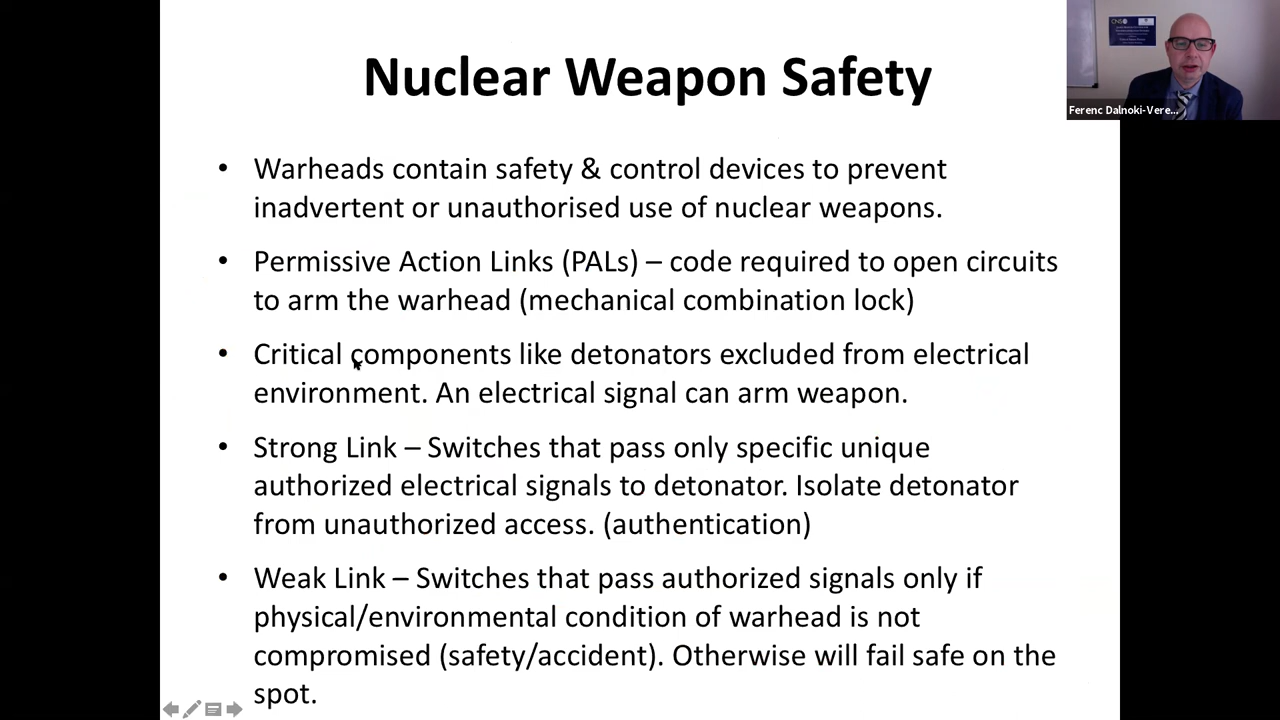 Nuclear Weapon Safety
Ferenc Dalnoki-Vere...
• Warheads contain safety & control devices to prevent
inadvertent or unauthorised use of nuclear weapons.
• Permissive Action Links (PALs) – code required to open circuits
to arm the warhead (mechanical combination lock)
• Critical components like detonators excluded from electrical
environment. An electrical signal can arm weapon.
• Strong Link – Switches that pass only specific unique
authorized electrical signals to detonator. Isolate detonator
from unauthorized access. (authentication)
• Weak Link – Switches that pass authorized signals only if
physical/environmental condition of warhead is not
compromised (safety/accident). Otherwise will fail safe on the
spot.